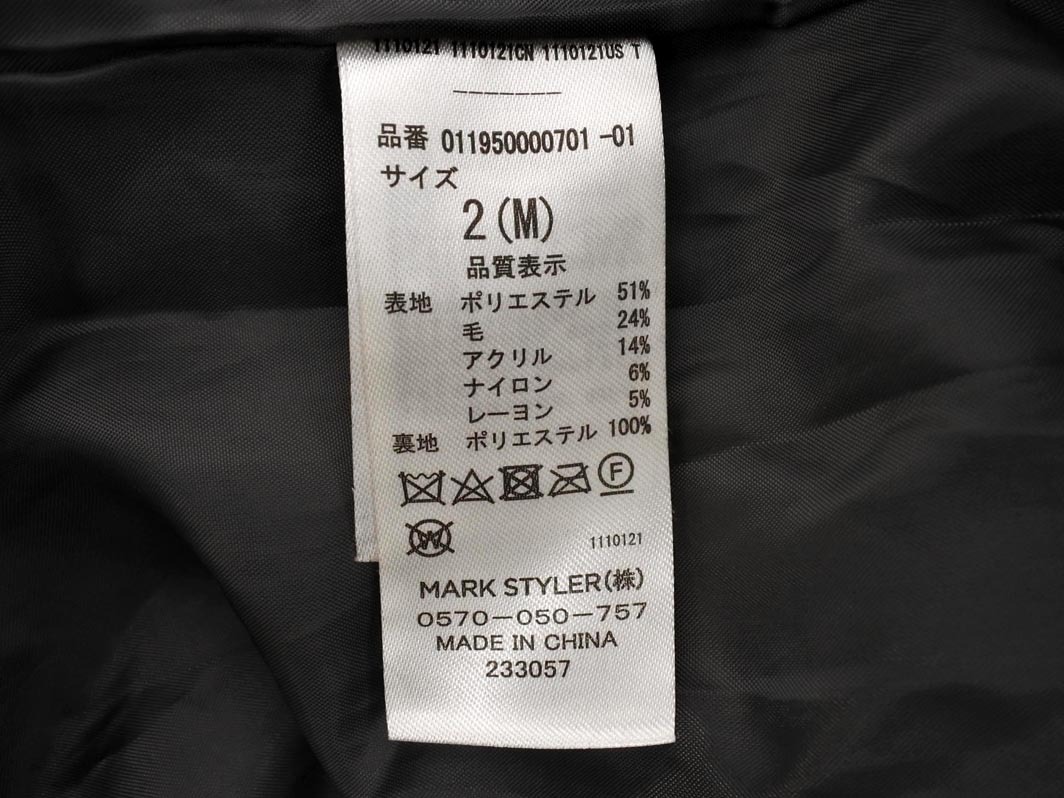 1110121 1110121CN 1110121US T
-------
品番 011950000701 -01
サイズ
2(M)
品質表示
表地 ポリエステル 51%
毛 24%
アクリル 14%
ナイロン 6%
レーヨン 5%
裏地 ポリエステル 100%
F
W
1110121
MARK STYLER(株)
0570-050-757
MADE IN CHINA
233057